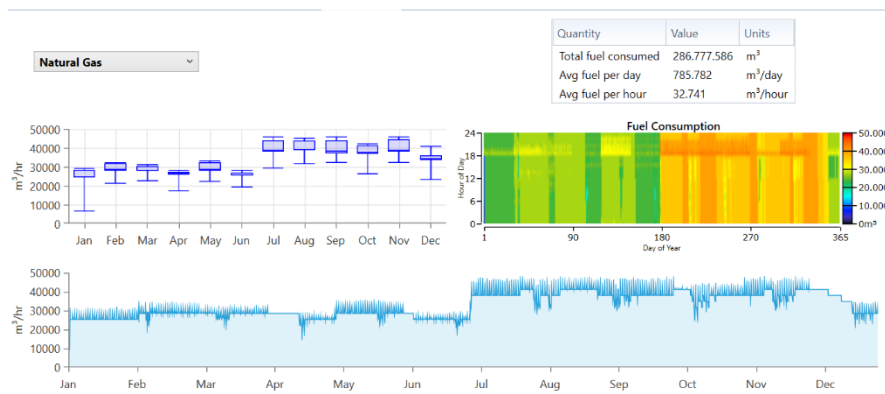 Quantity Value Units
Natural Gas
Total fuel consumed 286.777.586 m³
Avg fuel per day 785.782 m³/day
Avg fuel per hour 32.741 m³/hour
Fuel Consumption
50000
40000
30000
20000
10000
0
m³/hr
Jan Feb Mar Apr May Jun Jul Aug Sep Oct Nov Dec
24
18
12
6
0
Hour of Day
1 90 180 270 365
Day of Year
50.000
40.000
30.000
20.000
10.000
0m³
50000
40000
30000
20000
10000
0
m³/hr
Jan Feb Mar Apr May Jun Jul Aug Sep Oct Nov Dec